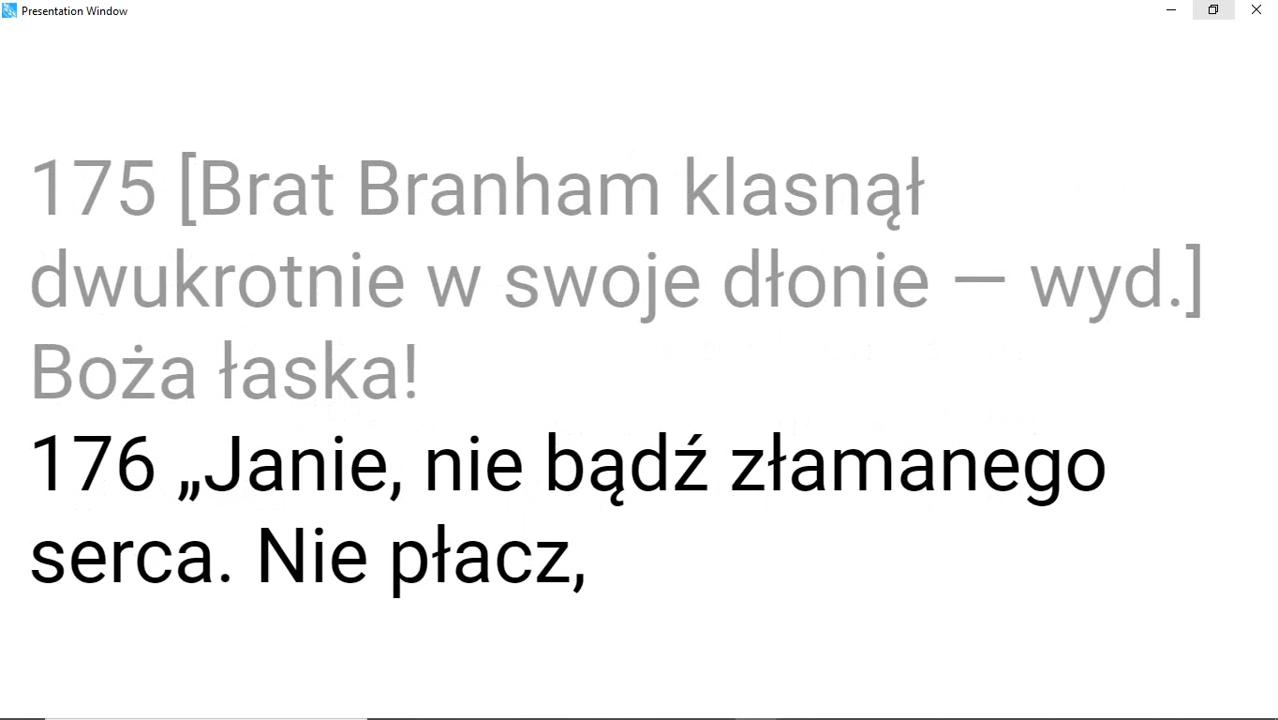 Presentation Window
175 [Brat Branham klasnął
dwukrotnie w swoje dłonie — wyd.]
Boża łaska!
176 „Janie, nie bądź złamanego
serca. Nie płacz,